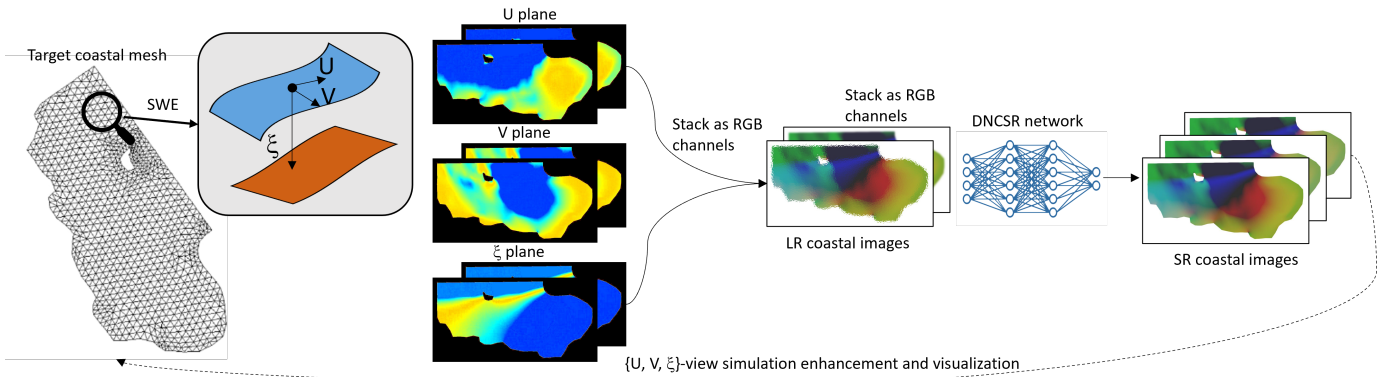 Target coastal mesh
SWE
U
V
ξ
U plane
V plane
ξ plane
Stack as RGB
channels
Stack as RGB
channels
LR coastal images
DNCSR network
SR coastal images
{U, V, ξ}-view simulation enhancement and visualization